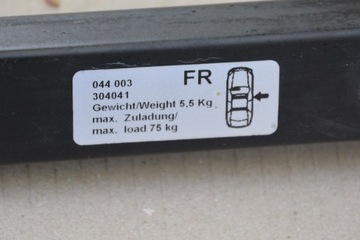 044 003 FR
304041
Gewicht/Weight 5,5 Kg
max. Zuladung/
max. load 75 kg